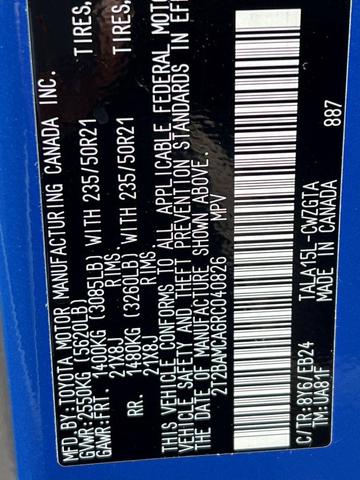 MFD. BY:TOYOTA MOTOR MANUFACTURING CANADA INC.
GVWR:2550KG(5620LB)
GAWR:FRT. 1400KG (3085LB) WITH 235/50R21 TIRES,
21X8J RIMS,
RR. 1480KG (3260LB) WITH 235/50R21 TIRES,
21X8J RIMS,
THIS VEHICLE CONFORMS TO ALL APPLICABLE FEDERAL MOTOR
VEHICLE SAFETY AND THEFT PREVENTION STANDARDS IN EFF
THE DATE OF MANUFACTURE SHOWN ABOVE.
2T2BAMCA6RC040826 MPV
C/TR:8Y6/EB24 TALA15L-CWZGTA
TM:UA81F MADE IN CANADA
887